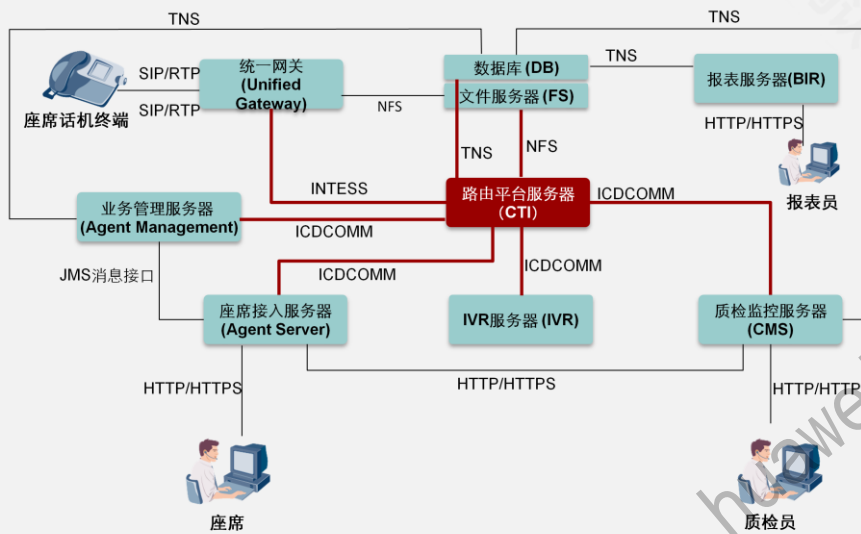 TNS
TNS
SIP/RTP
SIP/RTP
座席话机终端
统一网关
(Unified
Gateway)
NFS
数据库 (DB)
文件服务器 (FS)
TNS
报表服务器(BIR)
HTTP/HTTPS
报表员
TNS
NFS
INTESS
路由平台服务器
（CTI）
ICDCOMM
业务管理服务器
(Agent Management)
ICDCOMM
JMS消息接口
ICDCOMM
ICDCOMM
座席接入服务器
(Agent Server)
IVR服务器 (IVR)
质检监控服务器
(CMS)
HTTP/HTTPS
HTTP/HTTPS
HTTP/HTTP
座席
质检员
huawei